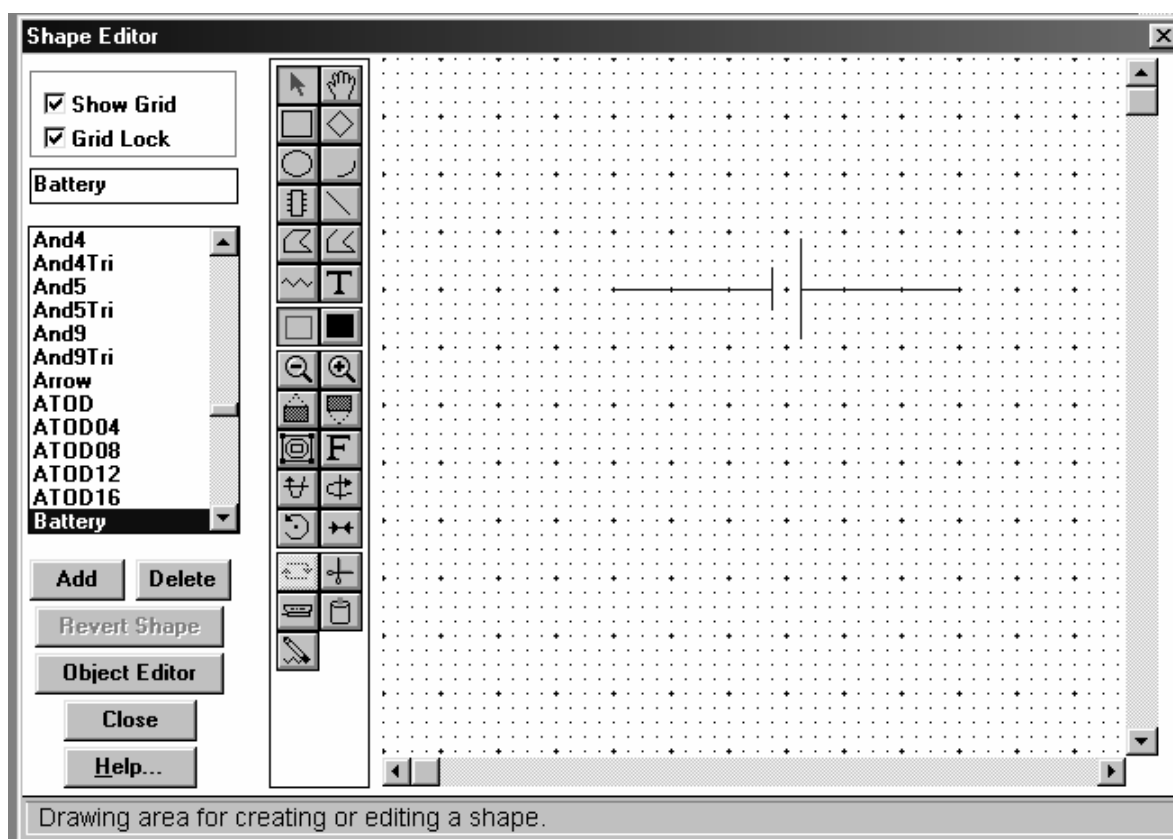 Shape Editor
Show Grid
Grid Lock
Battery
And4
And4Tri
And5
And5Tri
And9
And9Tri
Arrow
ATOD
ATOD04
ATOD08
ATOD12
ATOD16
Battery
Add
Delete
Revert Shape
Object Editor
Close
Help...
T
F
Drawing area for creating or editing a shape.